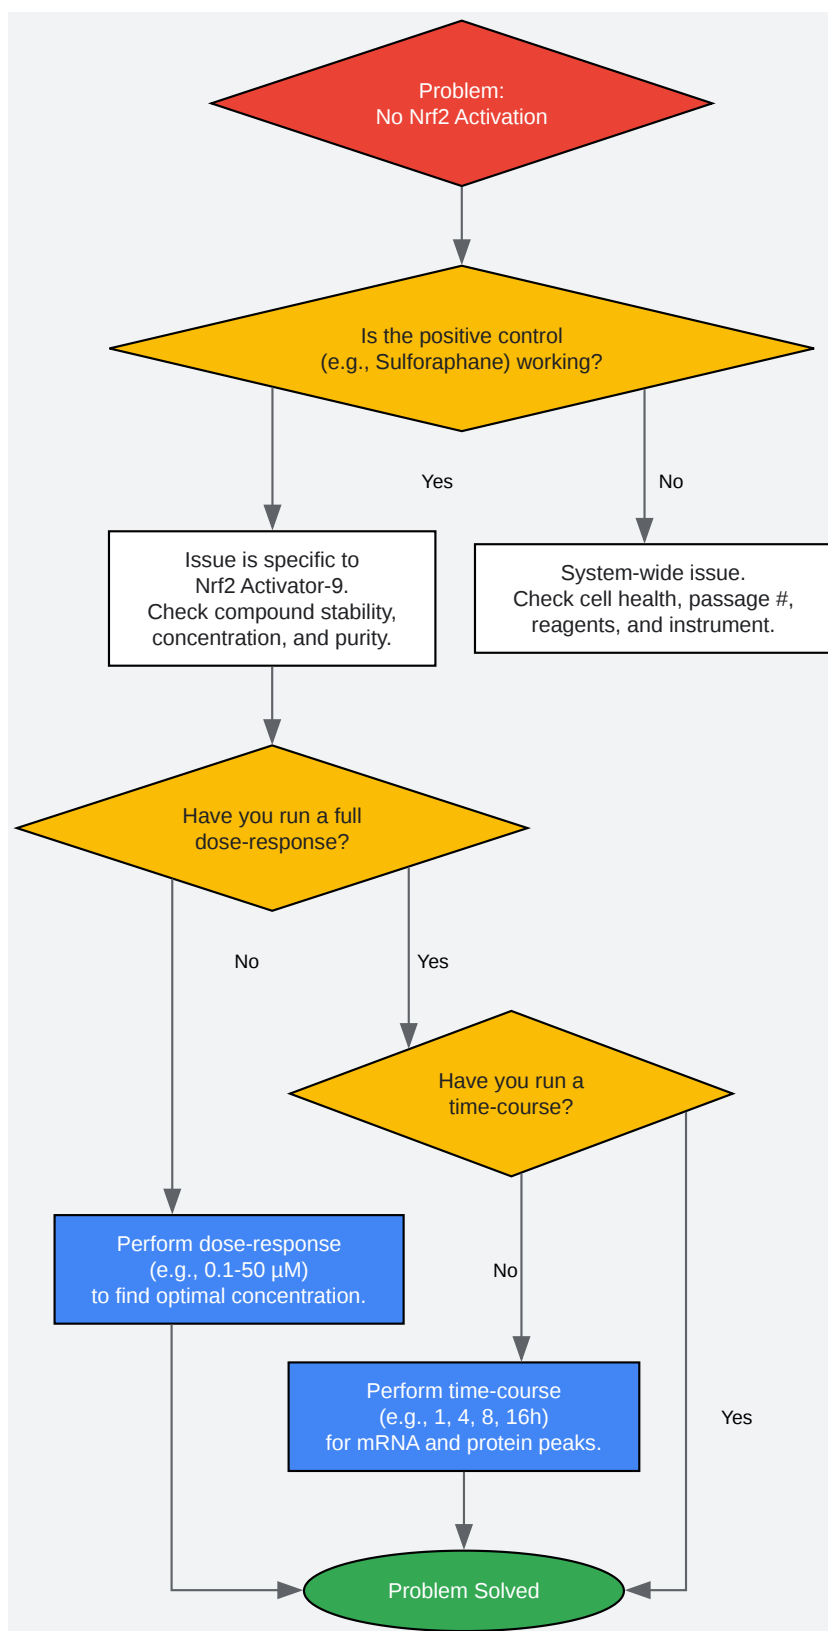 Problem:
No Nrf2 Activation
Is the positive control
(e.g., Sulforaphane) working?
Yes
No
Issue is specific to
Nrf2 Activator-9.
Check compound stability,
concentration, and purity.
System-wide issue.
Check cell health, passage #,
reagents, and instrument.
Have you run a full
dose-response?
No
Yes
Have you run a
time-course?
Perform dose-response
(e.g., 0.1-50 µM)
to find optimal concentration.
No
Perform time-course
(e.g., 1, 4, 8, 16h)
for mRNA and protein peaks.
Yes
Problem Solved